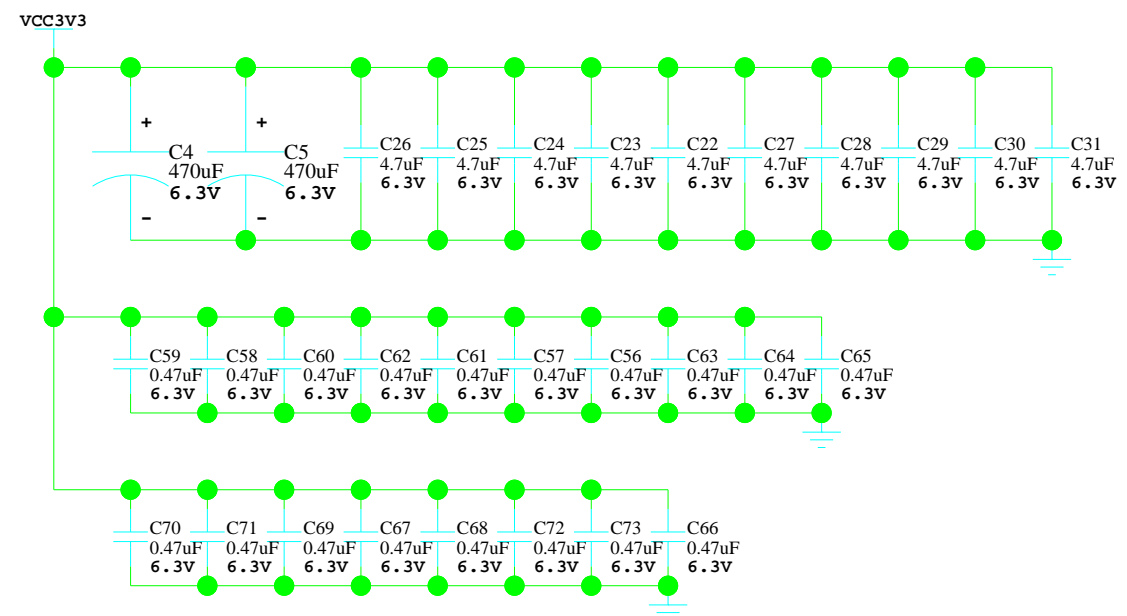 VCC3V3
+ +
C4 C5 C26 C25 C24 C23 C22 C27 C28 C29 C30 C31
470uF 470uF 4.7uF 4.7uF 4.7uF 4.7uF 4.7uF 4.7uF 4.7uF 4.7uF 4.7uF 4.7uF
6.3V 6.3V 6.3V 6.3V 6.3V 6.3V 6.3V 6.3V 6.3V 6.3V 6.3V 6.3V
- -
C59 C58 C60 C62 C61 C57 C56 C63 C64 C65
0.47uF 0.47uF 0.47uF 0.47uF 0.47uF 0.47uF 0.47uF 0.47uF 0.47uF 0.47uF
6.3V 6.3V 6.3V 6.3V 6.3V 6.3V 6.3V 6.3V 6.3V 6.3V
C70 C71 C69 C67 C68 C72 C73 C66
0.47uF 0.47uF 0.47uF 0.47uF 0.47uF 0.47uF 0.47uF 0.47uF
6.3V 6.3V 6.3V 6.3V 6.3V 6.3V 6.3V 6.3V